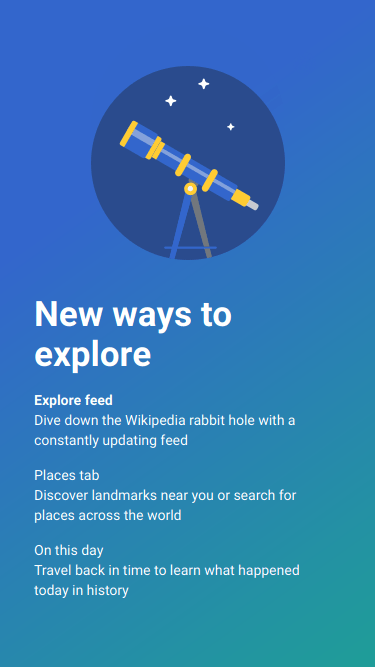 New ways to
explore
Explore feed
Dive down the Wikipedia rabbit hole with a
constantly updating feed
Places tab
Discover landmarks near you or search for
places across the world
On this day
Travel back in time to learn what happened
today in history